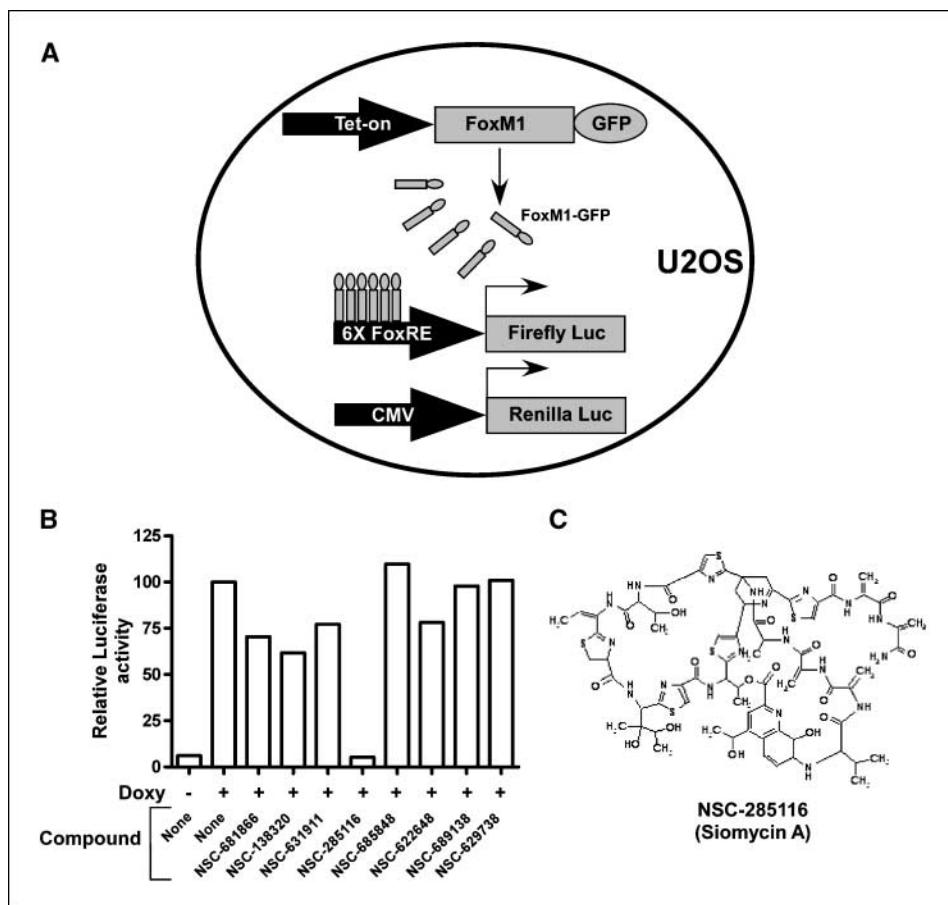 A
Tet-on
FoxM1
GFP
FoxM1-GFP
U2OS
6X FoxRE
Firefly Luc
CMV
Renilla Luc
B
Relative Luciferase
activity
125
100
75
50
25
0
Doxy - + + + + + + + + +
Compound
None
None
NSC-681866
NSC-138320
NSC-631911
NSC-285116
NSC-685848
NSC-622648
NSC-689138
NSC-629738
C
NSC-285116
(Siomycin A)